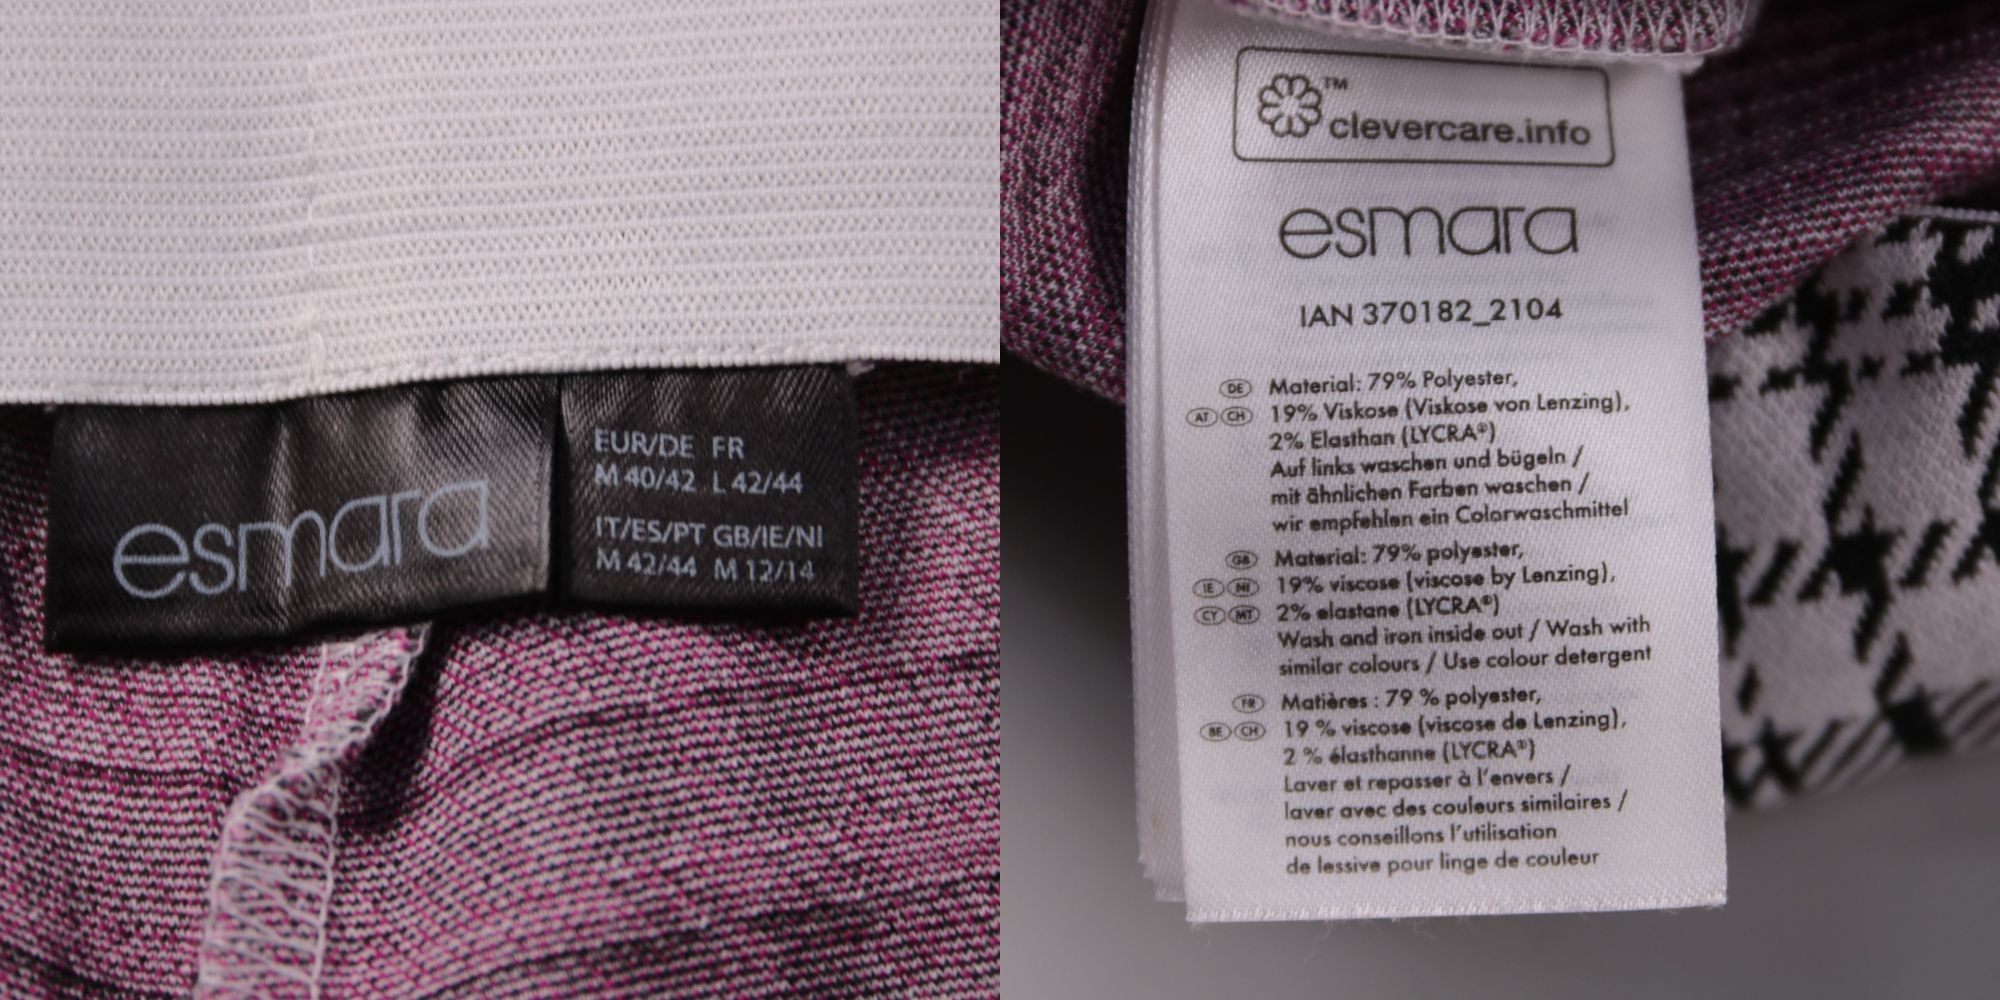 esmara
EUR/DE FR
M 40/42 L 42/44
IT/ES/PT GB/IE/NI
M 42/44 M 12/14
™
clevercare.info
esmara
IAN 370182_2104
DE Material: 79% Polyester,
AT CH 19% Viskose (Viskose von Lenzing),
2% Elasthan (LYCRA®)
Auf links waschen und bügeln /
mit ähnlichen Farben waschen /
wir empfehlen ein Colorwaschmittel
GB Material: 79% polyester,
IE NI 19% viscose (viscose by Lenzing),
CY MT 2% elastane (LYCRA®)
Wash and iron inside out / Wash with
similar colours / Use colour detergent
FR Matières : 79 % polyester,
BE CH 19 % viscose (viscose de Lenzing),
2 % élasthanne (LYCRA®)
Laver et repasser à l'envers /
laver avec des couleurs similaires /
nous conseillons l'utilisation
de lessive pour linge de couleur